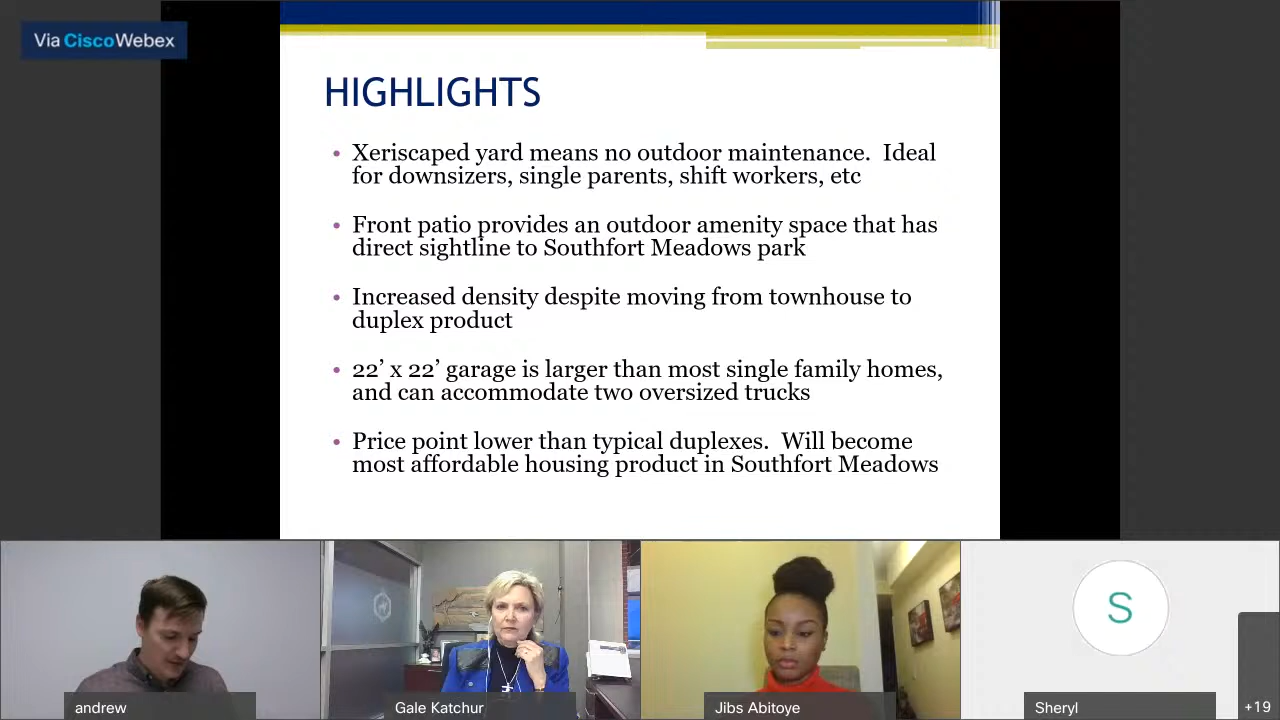 Via CiscoWebex
HIGHLIGHTS
• Xeriscaped yard means no outdoor maintenance.  Ideal
for downsizers, single parents, shift workers, etc
• Front patio provides an outdoor amenity space that has
direct sightline to Southfort Meadows park
• Increased density despite moving from townhouse to
duplex product
• 22’ x 22’ garage is larger than most single family homes,
and can accommodate two oversized trucks
• Price point lower than typical duplexes.  Will become
most affordable housing product in Southfort Meadows
S
andrew
Gale Katchur
Jibs Abitoye
Sheryl
+19